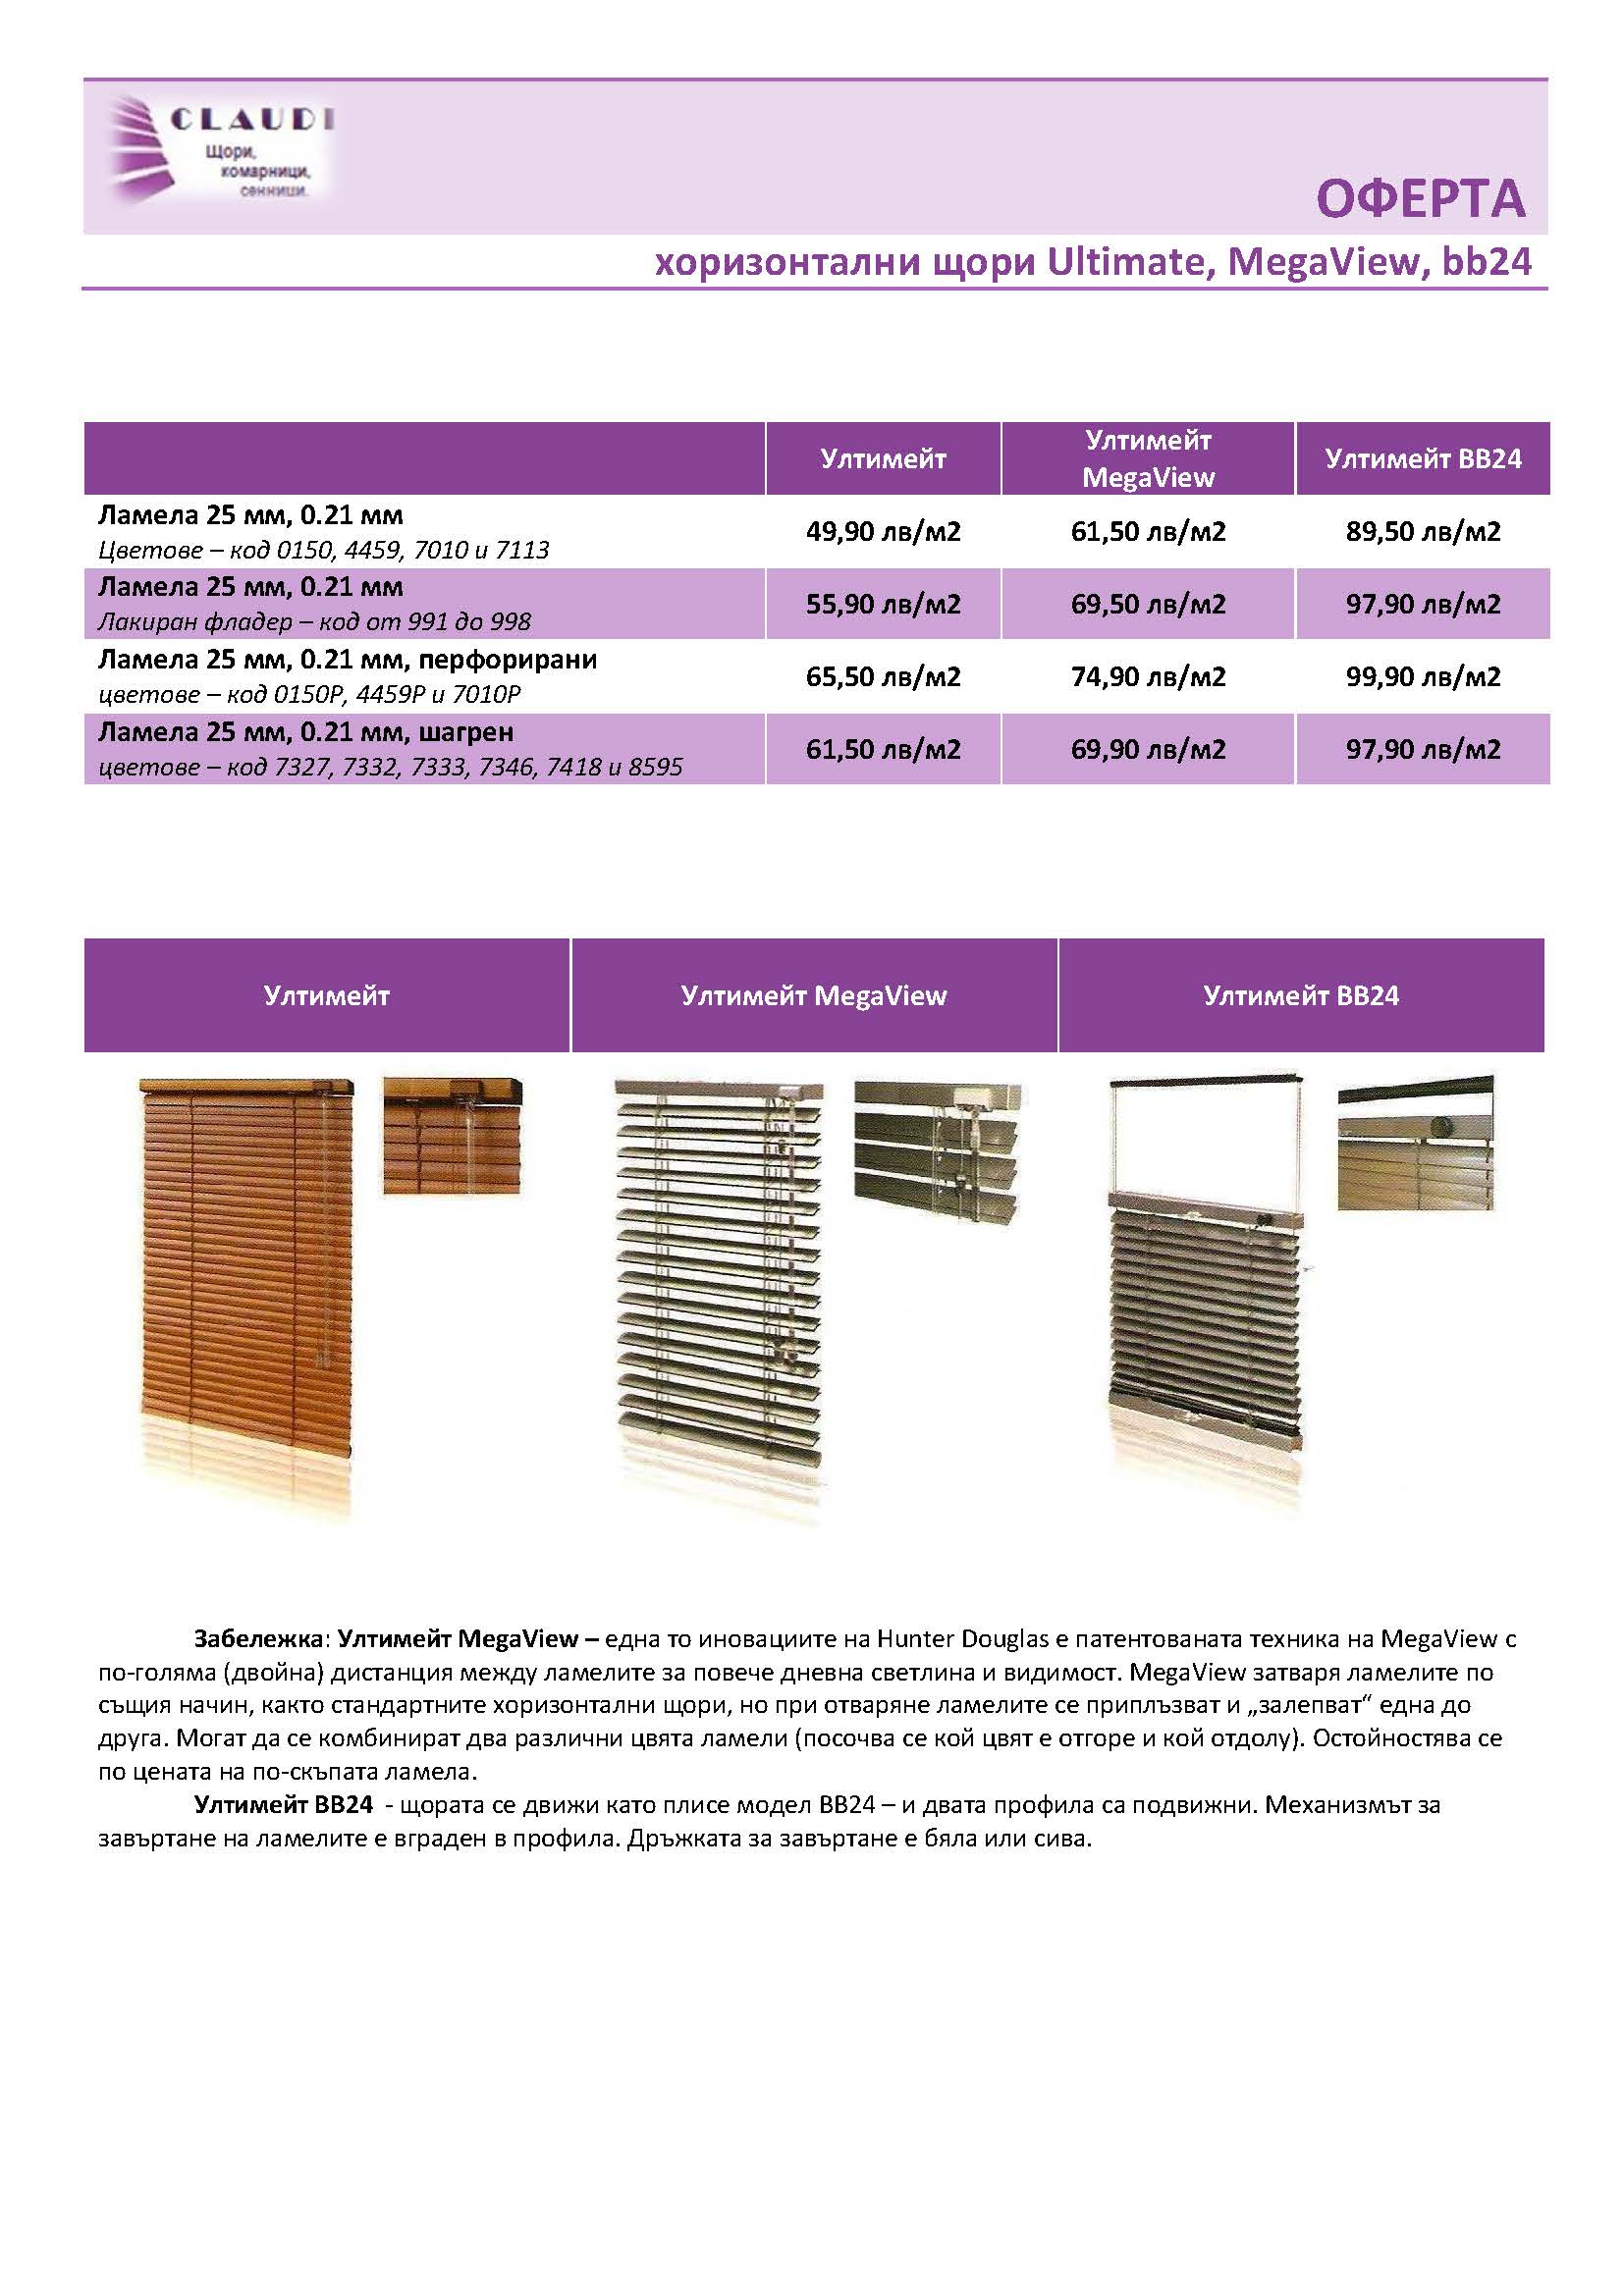 CLAUDI
Щори,
комарници,
сенници.
ОФЕРТА
хоризонтални щори Ultimate, MegaView, bb24
Ултимейт
Ултимейт
MegaView
Ултимейт BB24
Ламела 25 мм, 0.21 мм
Цветове – код 0150, 4459, 7010 и 7113
49,90 лв/м2
61,50 лв/м2
89,50 лв/м2
Ламела 25 мм, 0.21 мм
Лакиран фладер – код от 991 до 998
55,90 лв/м2
69,50 лв/м2
97,90 лв/м2
Ламела 25 мм, 0.21 мм, перфорирани
цветове – код 0150P, 4459P и 7010P
65,50 лв/м2
74,90 лв/м2
99,90 лв/м2
Ламела 25 мм, 0.21 мм, шагрен
цветове – код 7327, 7332, 7333, 7346, 7418 и 8595
61,50 лв/м2
69,90 лв/м2
97,90 лв/м2
Ултимейт
Ултимейт MegaView
Ултимейт BB24
Забележка: Ултимейт MegaView – една то иновациите на Hunter Douglas е патентованата техника на MegaView с
по-голяма (двойна) дистанция между ламелите за повече дневна светлина и видимост. MegaView затваря ламелите по
същия начин, както стандартните хоризонтални щори, но при отваряне ламелите се приплъзват и „залепват“ една до
друга. Могат да се комбинират два различни цвята ламели (посочва се кой цвят е отгоре и кой отдолу). Остойностява се
по цената на по-скъпата ламела.
Ултимейт BB24 - щората се движи като плисе модел BB24 – и двата профила са подвижни. Механизмът за
завъртане на ламелите е вграден в профила. Дръжката за завъртане е бяла или сива.